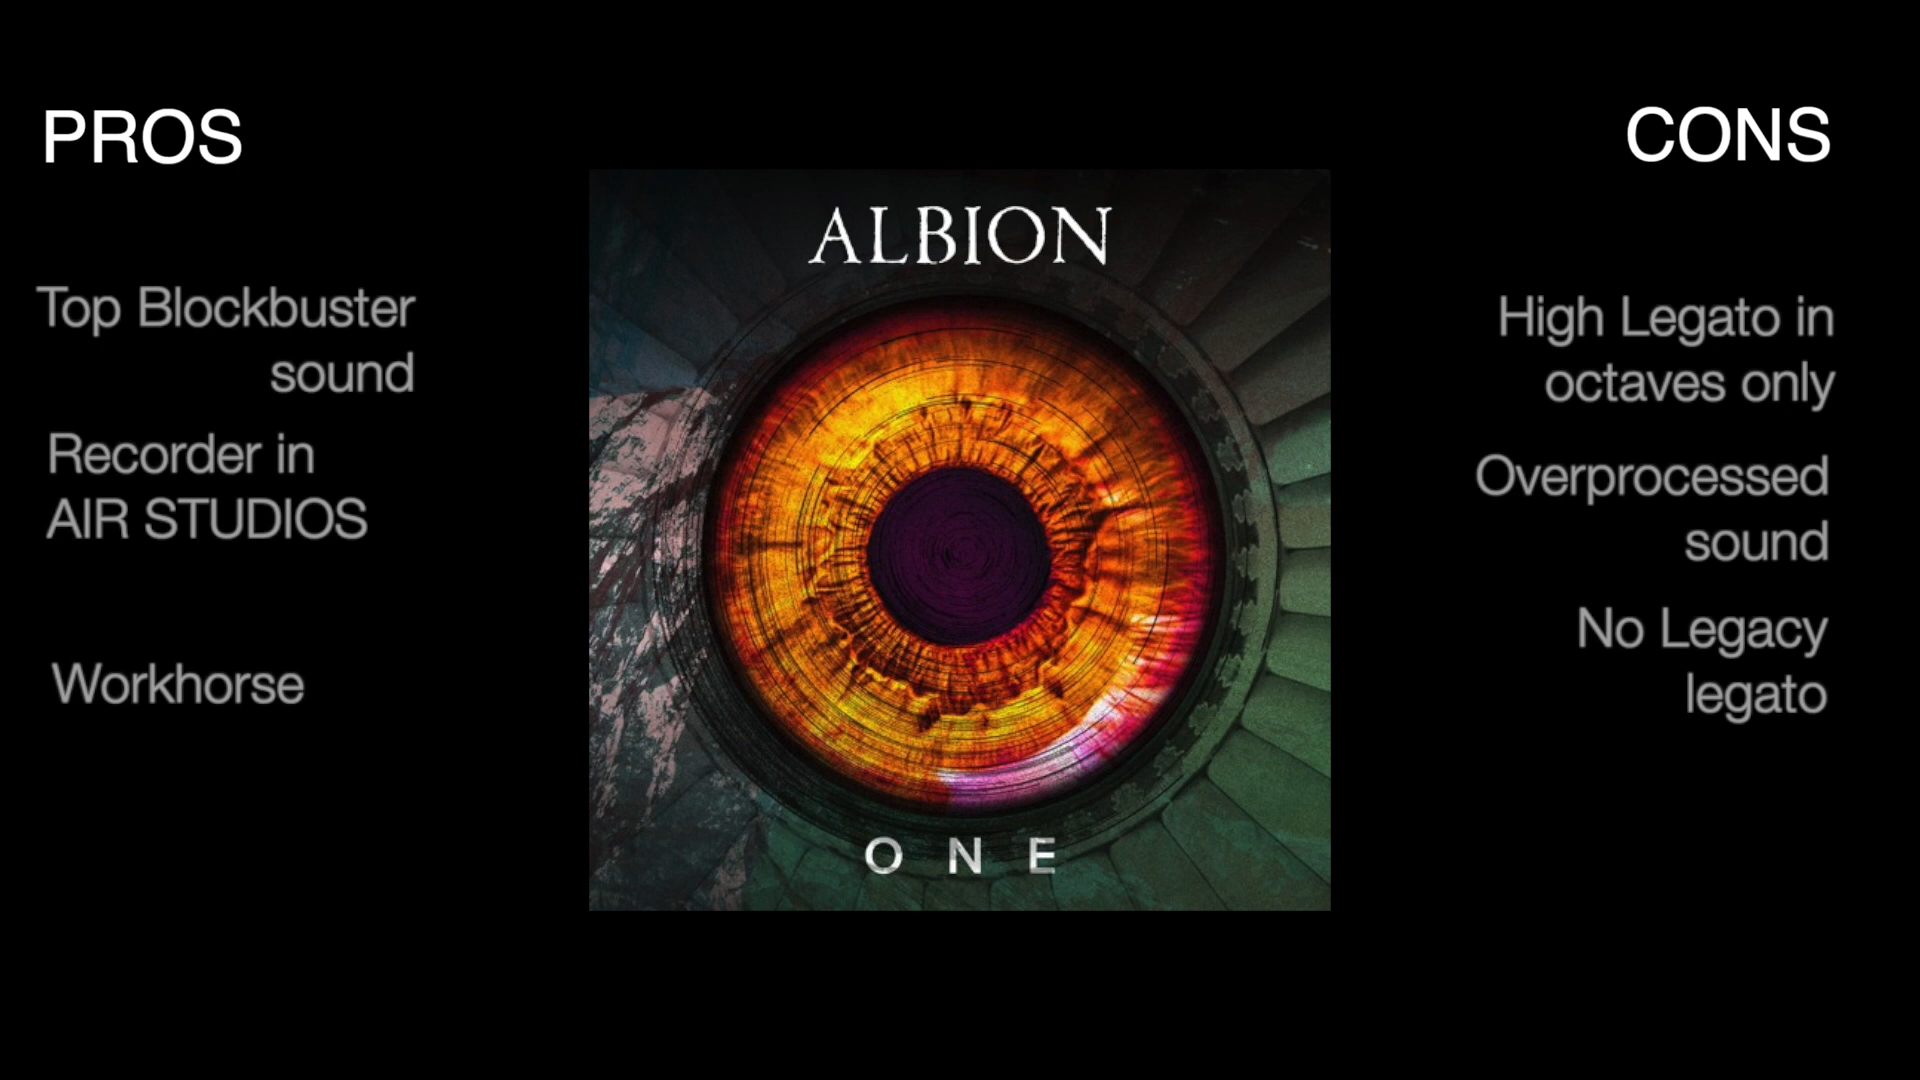 PROS
Top Blockbuster
sound
Recorder in
AIR STUDIOS
Workhorse
ALBION
O N E
CONS
High Legato in
octaves only
Overprocessed
sound
No Legacy
legato